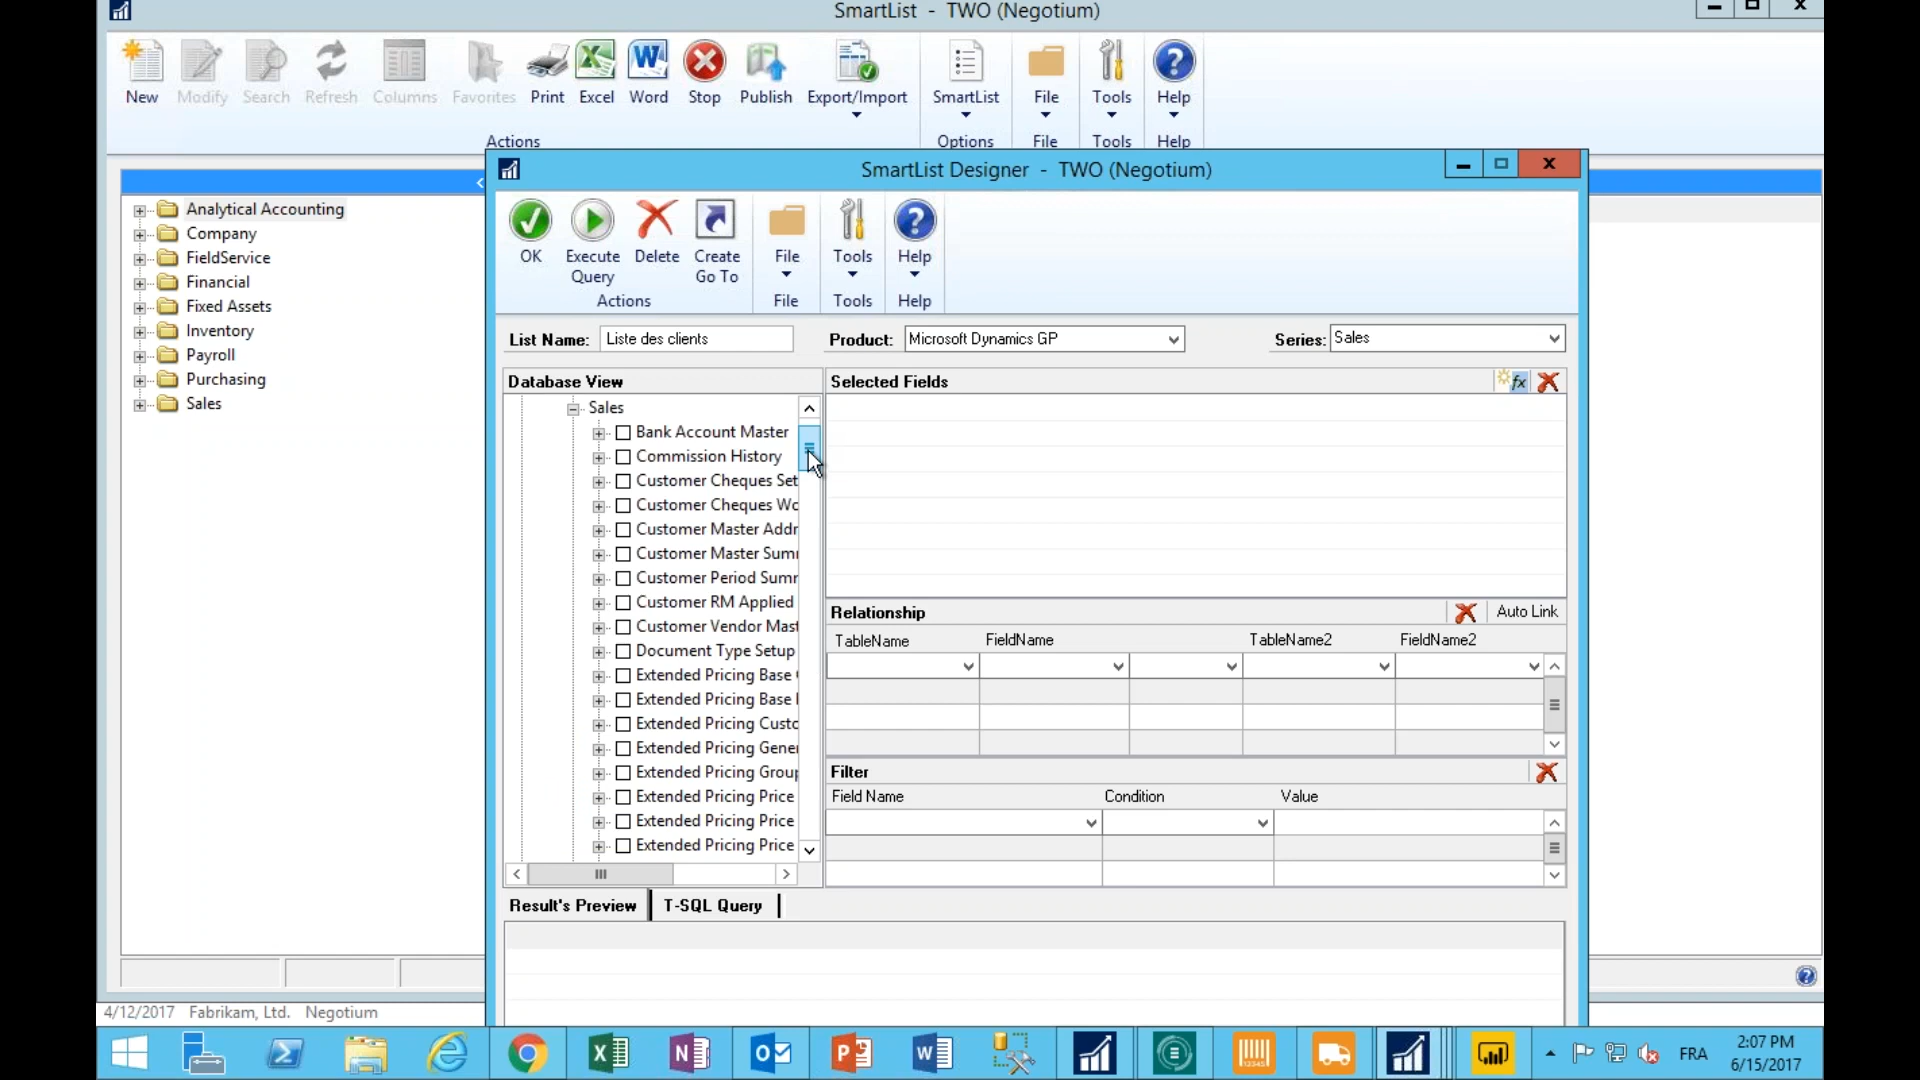 SmartList - TWO (Negotium)
New Modify Search Refresh Columns Favorites Print Excel Word Stop Publish Export/Import SmartList File Tools Help
Actions Options File Tools Help
SmartList Designer - TWO (Negotium)
Analytical Accounting
Company
FieldService
Financial
Fixed Assets
Inventory
Payroll
Purchasing
Sales
OK Execute Query Delete Create Go To File Tools Help
Actions File Tools Help
List Name: Liste des clients Product: Microsoft Dynamics GP Series: Sales
Database View
Sales
Bank Account Master
Commission History
Customer Cheques Set
Customer Cheques Wo
Customer Master Addr
Customer Master Sum
Customer Period Sum
Customer RM Applied
Customer Vendor Mast
Document Type Setup
Extended Pricing Base
Extended Pricing Base
Extended Pricing Custo
Extended Pricing Gene
Extended Pricing Group
Extended Pricing Price
Extended Pricing Price
Extended Pricing Price
Selected Fields fx
Relationship Auto Link
TableName FieldName TableName2 FieldName2
Filter
Field Name Condition Value
Result's Preview T-SQL Query
4/12/2017 Fabrikam, Ltd. Negotium
FRA
2:07 PM
6/15/2017